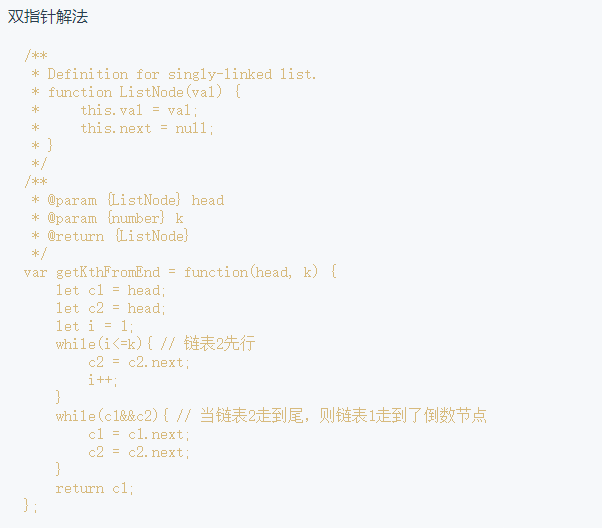 双指针解法
/**
 * Definition for singly-linked list.
 * function ListNode(val) {
 *     this.val = val;
 *     this.next = null;
 * }
 */
/**
 * @param {ListNode} head
 * @param {number} k
 * @return {ListNode}
 */
var getKthFromEnd = function(head, k) {
    let c1 = head;
    let c2 = head;
    let i = 1;
    while(i<=k){ // 链表2先行
        c2 = c2.next;
        i++;
    }
    while(c1&&c2){ // 当链表2走到尾，则链表1走到了倒数节点
        c1 = c1.next;
        c2 = c2.next;
    }
    return c1;
};